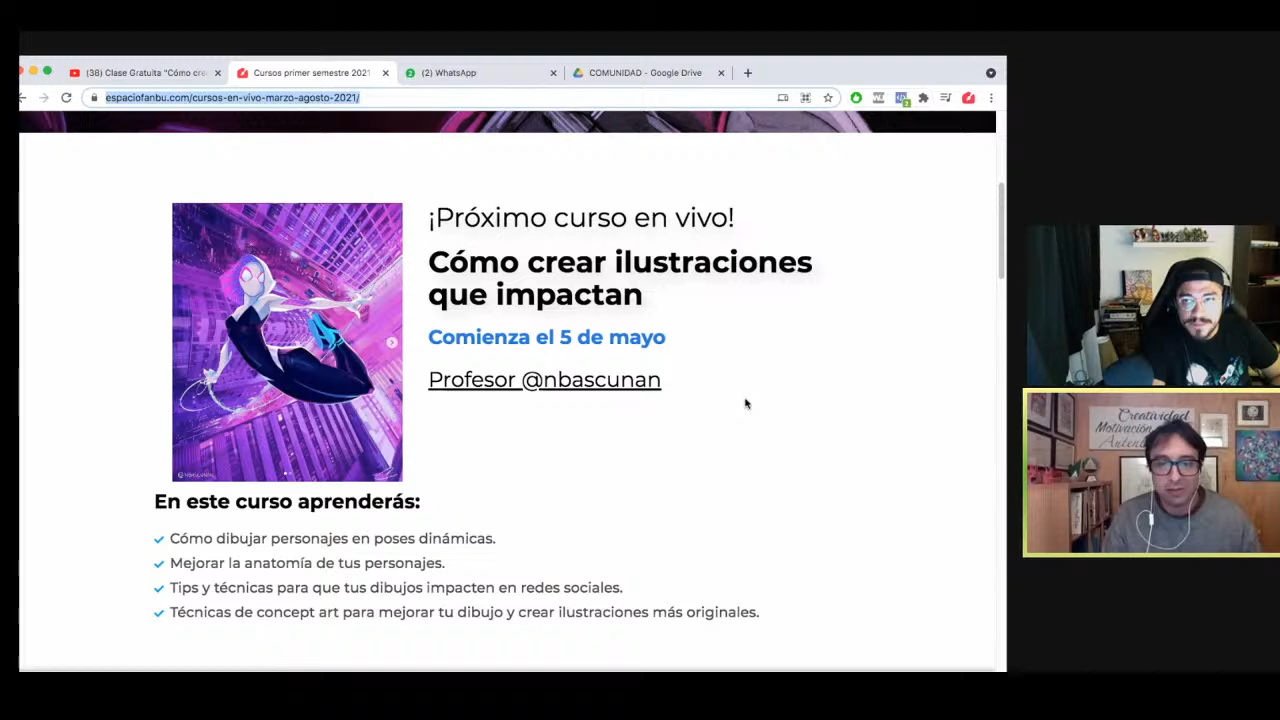 (38) Clase Gratuita "Cómo cre
Cursos primer semestre 2021
(2) WhatsApp
COMUNIDAD - Google Drive
espaciofanbu.com/cursos-en-vivo-marzo-agosto-2021/
¡Próximo curso en vivo!
Cómo crear ilustraciones
que impactan
Comienza el 5 de mayo
Profesor @nbascunan
En este curso aprenderás:
Cómo dibujar personajes en poses dinámicas.
Mejorar la anatomía de tus personajes.
Tips y técnicas para que tus dibujos impacten en redes sociales.
Técnicas de concept art para mejorar tu dibujo y crear ilustraciones más originales.
Creatividad
Motivación